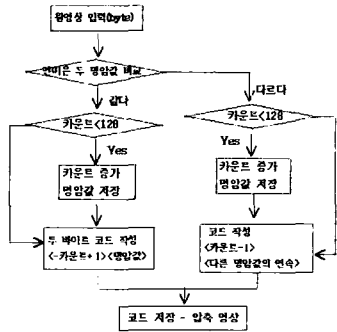 원영상 입력(byte)
연이은 두 명암값 비교
같다
다르다
카운트<128
카운트<128
Yes
Yes
카운트 증가
명암값 저장
카운트 증가
명암값 저장
두 바이트 코드 작성
<-카운트+1><명암값>
코드 작성
<카운트-1>
<다른 명암값의 연속>
코드 저장 - 압축 영상